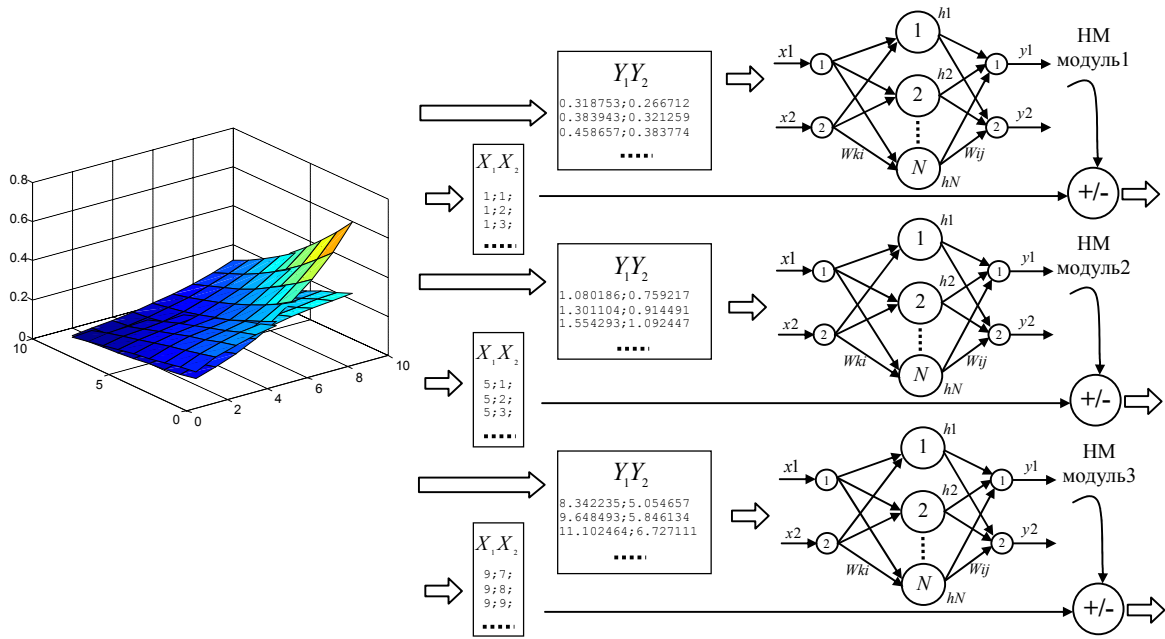 0.8
0.6
0.4
0.2
0
10
5
0
0
2
4
6
8
10
Y1Y2
0.318753;0.266712
0.383943;0.321259
0.458657;0.383774
X1X2
1;1;
1;2;
1;3;
x1
x2
1
2
1
2
N
h1
h2
hN
Wki
Wij
1
2
y1
y2
НМ
модуль1
+/-
Y1Y2
1.080186;0.759217
1.301104;0.914491
1.554293;1.092447
X1X2
5;1;
5;2;
5;3;
x1
x2
1
2
1
2
N
h1
h2
hN
Wki
Wij
1
2
y1
y2
НМ
модуль2
+/-
Y1Y2
8.342235;5.054657
9.648493;5.846134
11.102464;6.727111
X1X2
9;7;
9;8;
9;9;
x1
x2
1
2
1
2
N
h1
h2
hN
Wki
Wij
1
2
y1
y2
НМ
модуль3
+/-